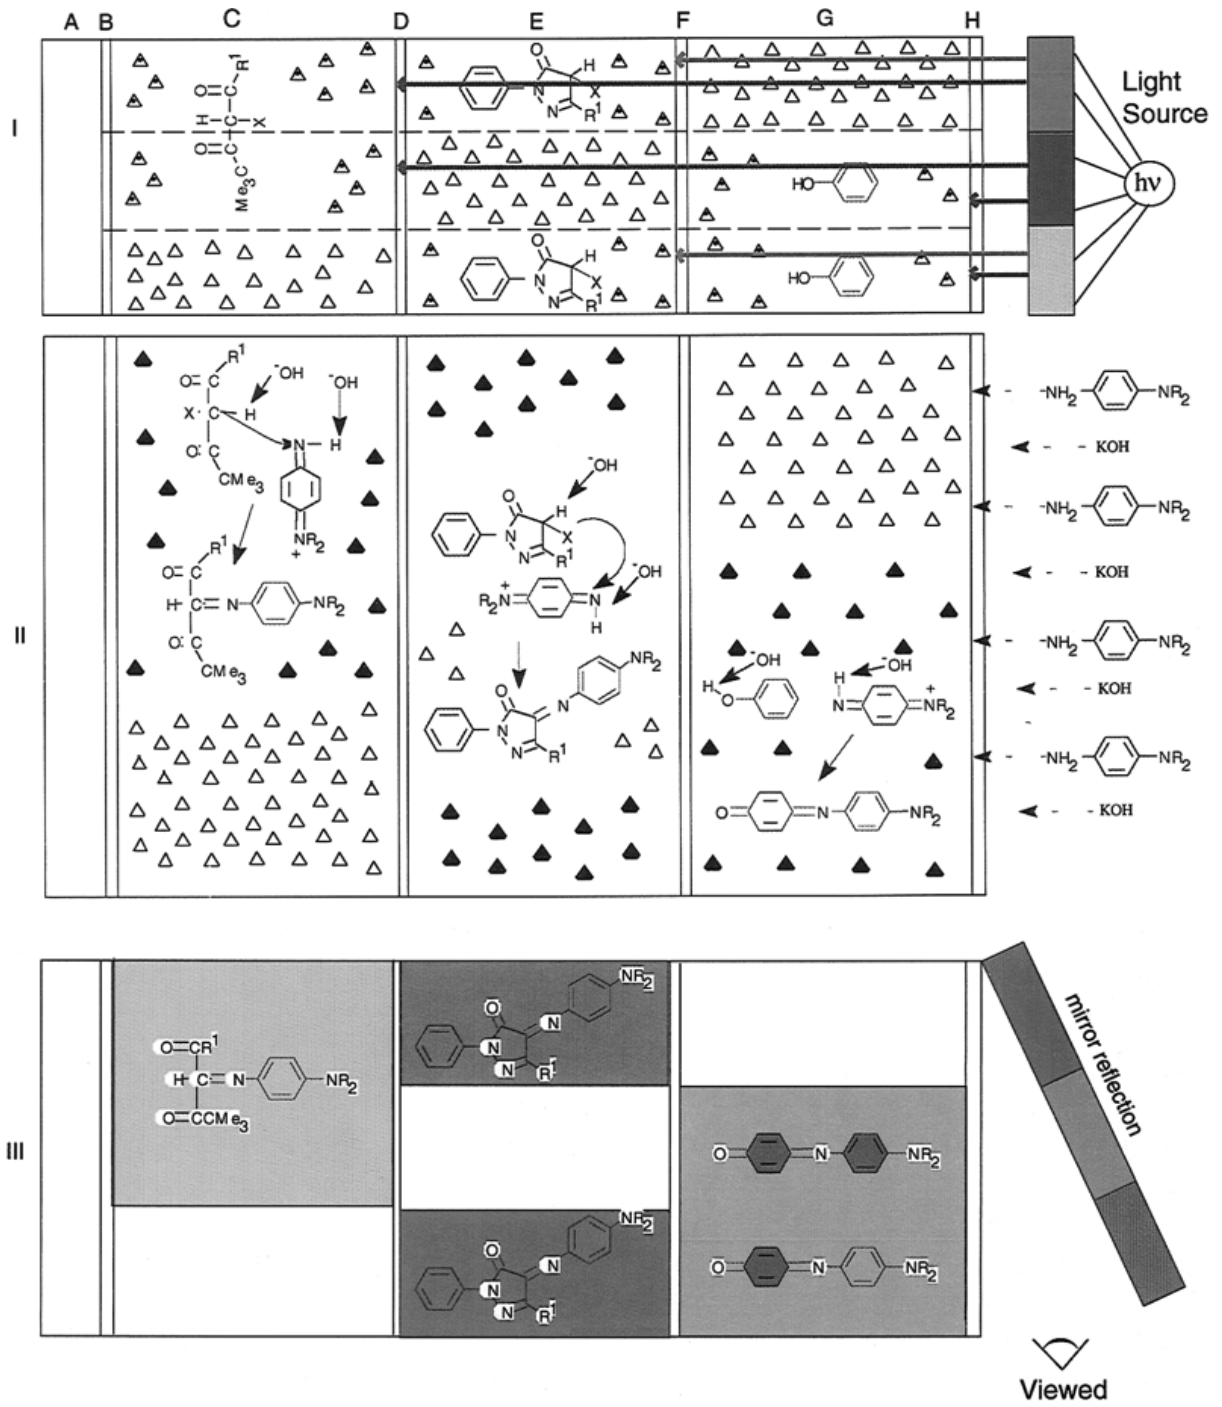 A B C D E F G H
I
O R¹
H X
O
Me₃C
O H
N X
N R¹
Light
Source
hν
HO
O H
N X
N R¹
HO
II
R¹
O
X H
O
CMe₃
⁻OH
⁻OH
N H
NR₂
+
R¹
O
H N NR₂
O
CMe₃
⁻OH
O H
N X
N R¹
+
R₂N N
H
⁻OH
NR₂
O
N
N
N R¹
⁻OH
H
O
⁻OH
H
N NR₂
+
O N NR₂
NH₂ NR₂
KOH
NH₂ NR₂
KOH
NH₂ NR₂
KOH
NH₂ NR₂
KOH
III
O CR¹
H C N NR₂
O CCMe₃
NR₂
O
N
N
N R¹
NR₂
O
N
N
N R¹
O N NR₂
O N NR₂
mirror reflection
Viewed